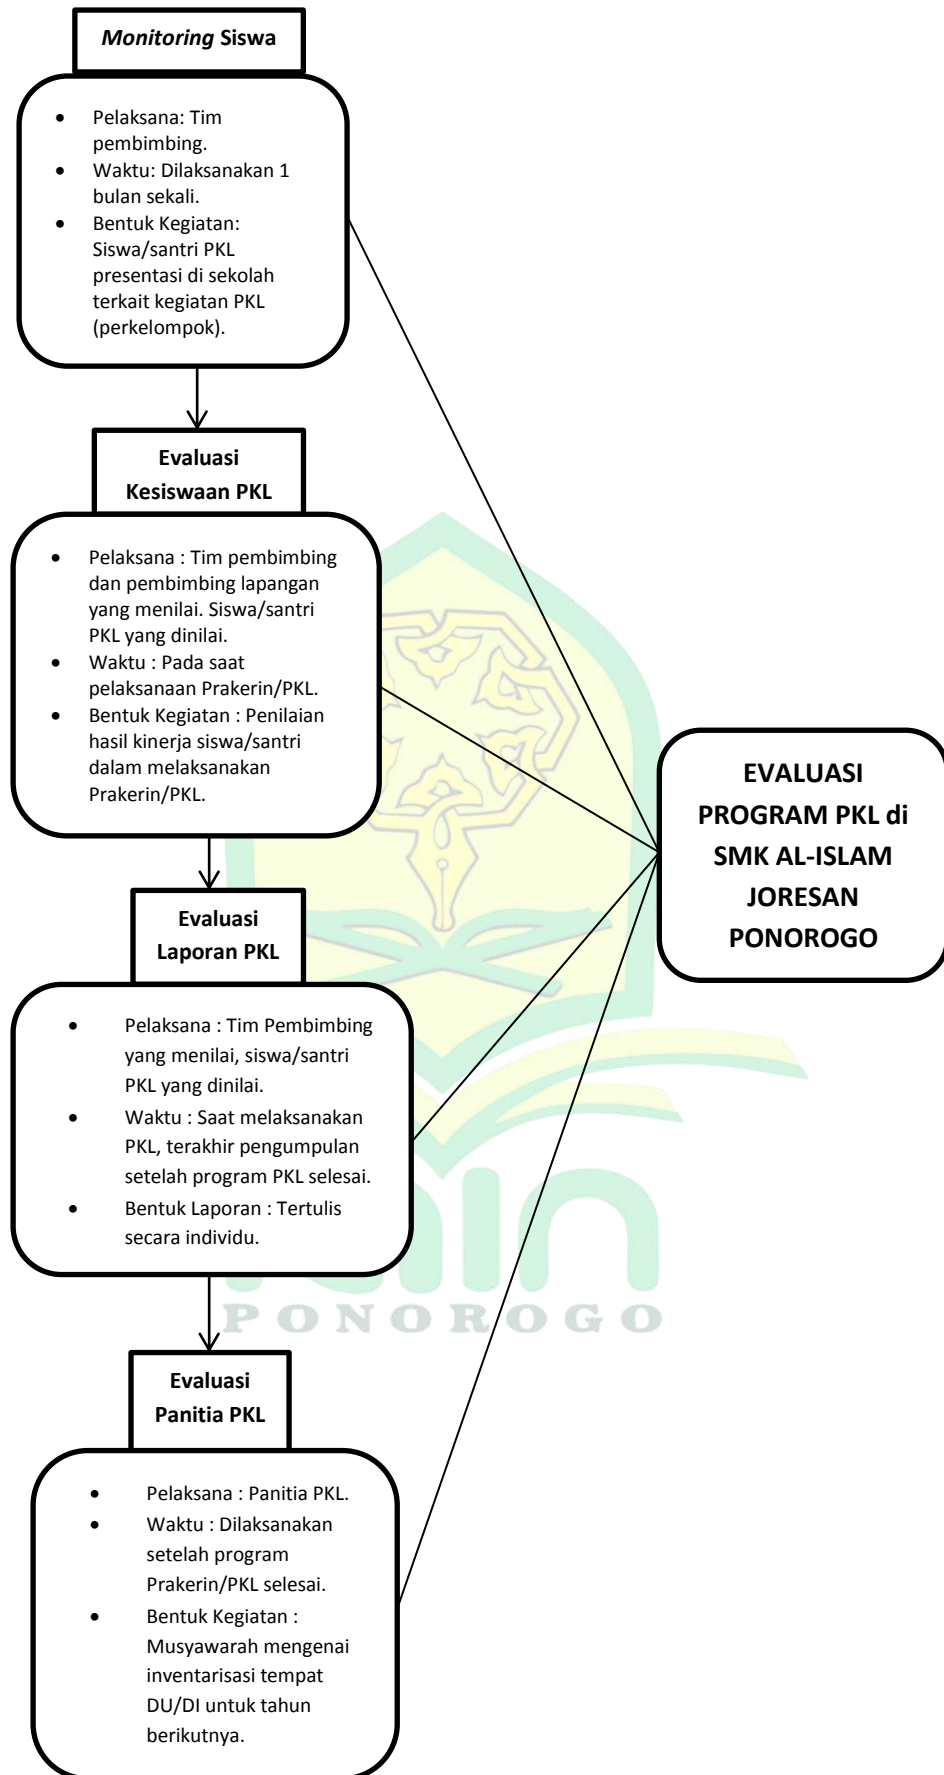 Monitoring Siswa
• Pelaksana: Tim
pembimbing.
• Waktu: Dilaksanakan 1
bulan sekali.
• Bentuk Kegiatan:
Siswa/santri PKL
presentasi di sekolah
terkait kegiatan PKL
(perkelompok).
Evaluasi
Kesiswaan PKL
• Pelaksana : Tim pembimbing
dan pembimbing lapangan
yang menilai. Siswa/santri
PKL yang dinilai.
• Waktu : Pada saat
pelaksanaan Prakerin/PKL.
• Bentuk Kegiatan : Penilaian
hasil kinerja siswa/santri
dalam melaksanakan
Prakerin/PKL.
EVALUASI
PROGRAM PKL di
SMK AL-ISLAM
JORESAN
PONOROGO
Evaluasi
Laporan PKL
• Pelaksana : Tim Pembimbing
yang menilai, siswa/santri
PKL yang dinilai.
• Waktu : Saat melaksanakan
PKL, terakhir pengumpulan
setelah program PKL selesai.
• Bentuk Laporan : Tertulis
secara individu.
iain
PONOROGO
Evaluasi
Panitia PKL
• Pelaksana : Panitia PKL.
• Waktu : Dilaksanakan
setelah program
Prakerin/PKL selesai.
• Bentuk Kegiatan :
Musyawarah mengenai
inventarisasi tempat
DU/DI untuk tahun
berikutnya.